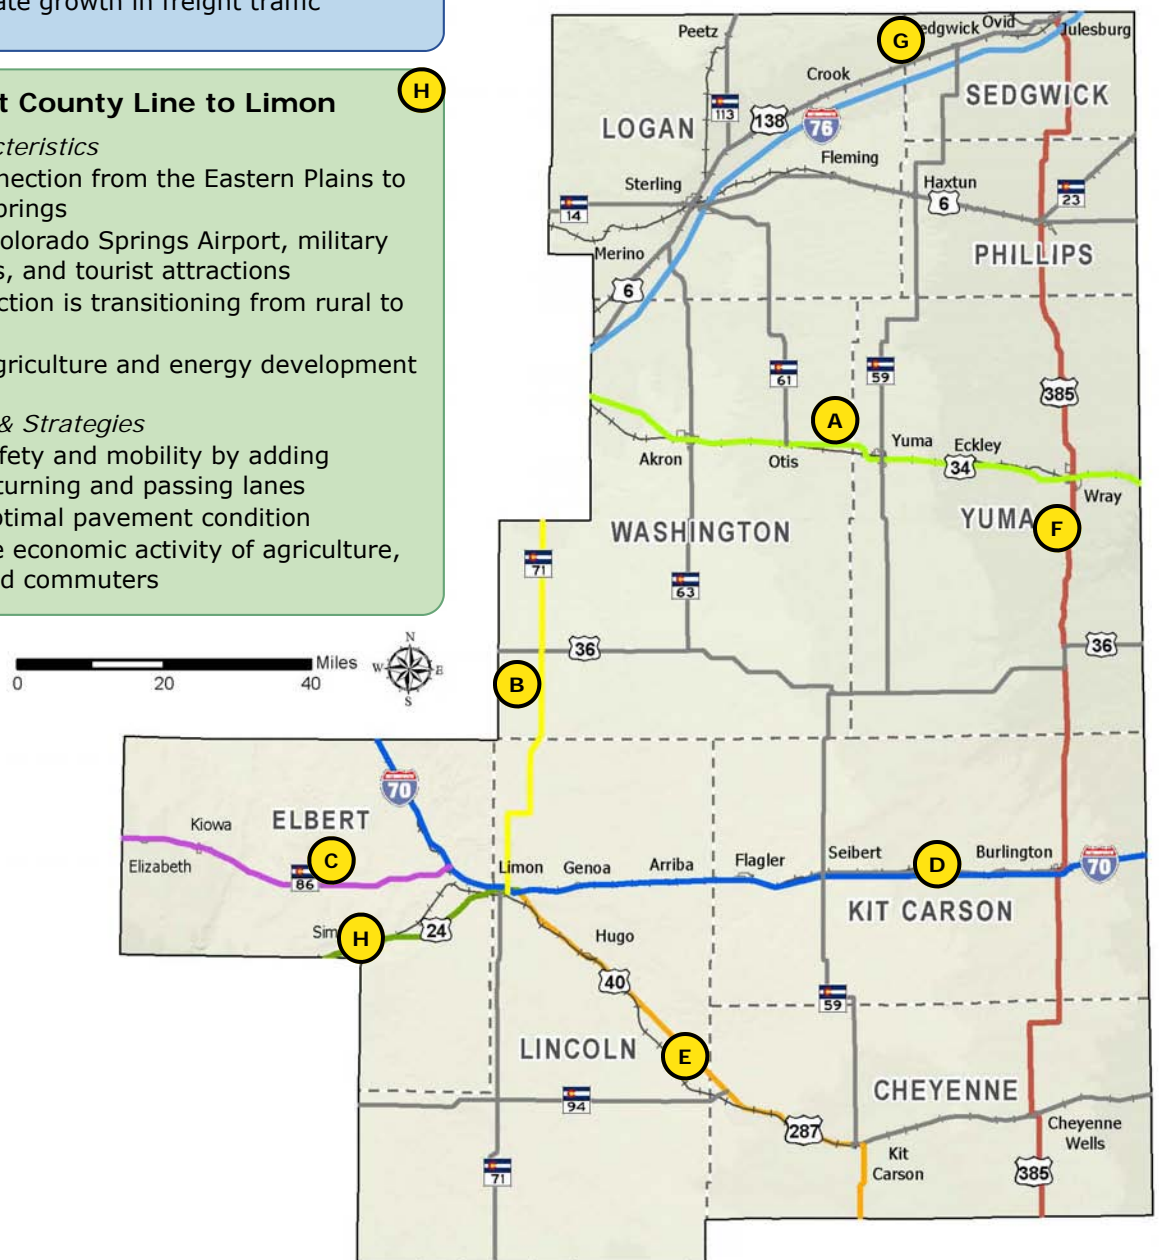 ate growth in freight traffic
H
t County Line to Limon
cteristics
nection from the Eastern Plains to
prings
olorado Springs Airport, military
s, and tourist attractions
ction is transitioning from rural to
griculture and energy development
& Strategies
fety and mobility by adding
turning and passing lanes
ptimal pavement condition
e economic activity of agriculture,
d commuters
Miles
0 20 40
N
W E
S
Peetz
G
edgwick
Ovid
Julesburg
Crook
SEDGWICK
113
138
76
LOGAN
Fleming
Sterling
Haxtun
6
23
14
Merino
PHILLIPS
6
61
59
385
A
Akron
Otis
Yuma
Eckley
34
Wray
WASHINGTON
YUMA
F
71
63
36
36
B
70
Kiowa
ELBERT
Elizabeth
C
86
Limon
Genoa
Arriba
Flagler
Seibert
D
Burlington
70
KIT CARSON
Sim
H
24
Hugo
40
59
LINCOLN
E
CHEYENNE
94
287
Cheyenne
Wells
Kit
Carson
71
385